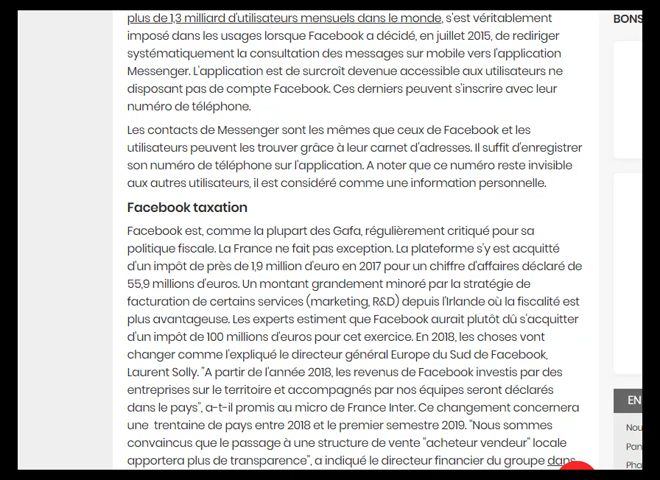 plus de 1,3 milliard d'utilisateurs mensuels dans le monde, s'est véritablement
imposé dans les usages lorsque Facebook a décidé, en juillet 2015, de rediriger
systématiquement la consultation des messages sur mobile vers l'application
Messenger. L'application est de surcroît devenue accessible aux utilisateurs ne
disposant pas de compte Facebook. Ces derniers peuvent s'inscrire avec leur
numéro de téléphone.
Les contacts de Messenger sont les mêmes que ceux de Facebook et les
utilisateurs peuvent les trouver grâce à leur carnet d'adresses. Il suffit d'enregistrer
son numéro de téléphone sur l'application. A noter que ce numéro reste invisible
aux autres utilisateurs, il est considéré comme une information personnelle.
Facebook taxation
Facebook est, comme la plupart des Gafa, régulièrement critiqué pour sa
politique fiscale. La France ne fait pas exception. La plateforme s'y est acquitté
d'un impôt de près de 1,9 million d'euro en 2017 pour un chiffre d'affaires déclaré de
55,9 millions d'euros. Un montant grandement minoré par la stratégie de
facturation de certains services (marketing, R&D) depuis l'Irlande où la fiscalité est
plus avantageuse. Les experts estiment que Facebook aurait plutôt dû s'acquitter
d'un impôt de 100 millions d'euros pour cet exercice. En 2018, les choses vont
changer comme l'expliqué le directeur général Europe du Sud de Facebook,
Laurent Solly. "A partir de l'année 2018, les revenus de Facebook investis par des
entreprises sur le territoire et accompagnés par nos équipes seront déclarés
dans le pays", a-t-il promis au micro de France Inter. Ce changement concernera
une trentaine de pays entre 2018 et le premier semestre 2019. "Nous sommes
convaincus que le passage à une structure de vente "acheteur vendeur" locale
apportera plus de transparence", a indiqué le directeur financier du groupe dans
BONS
EN
Nou
Pan
Pha